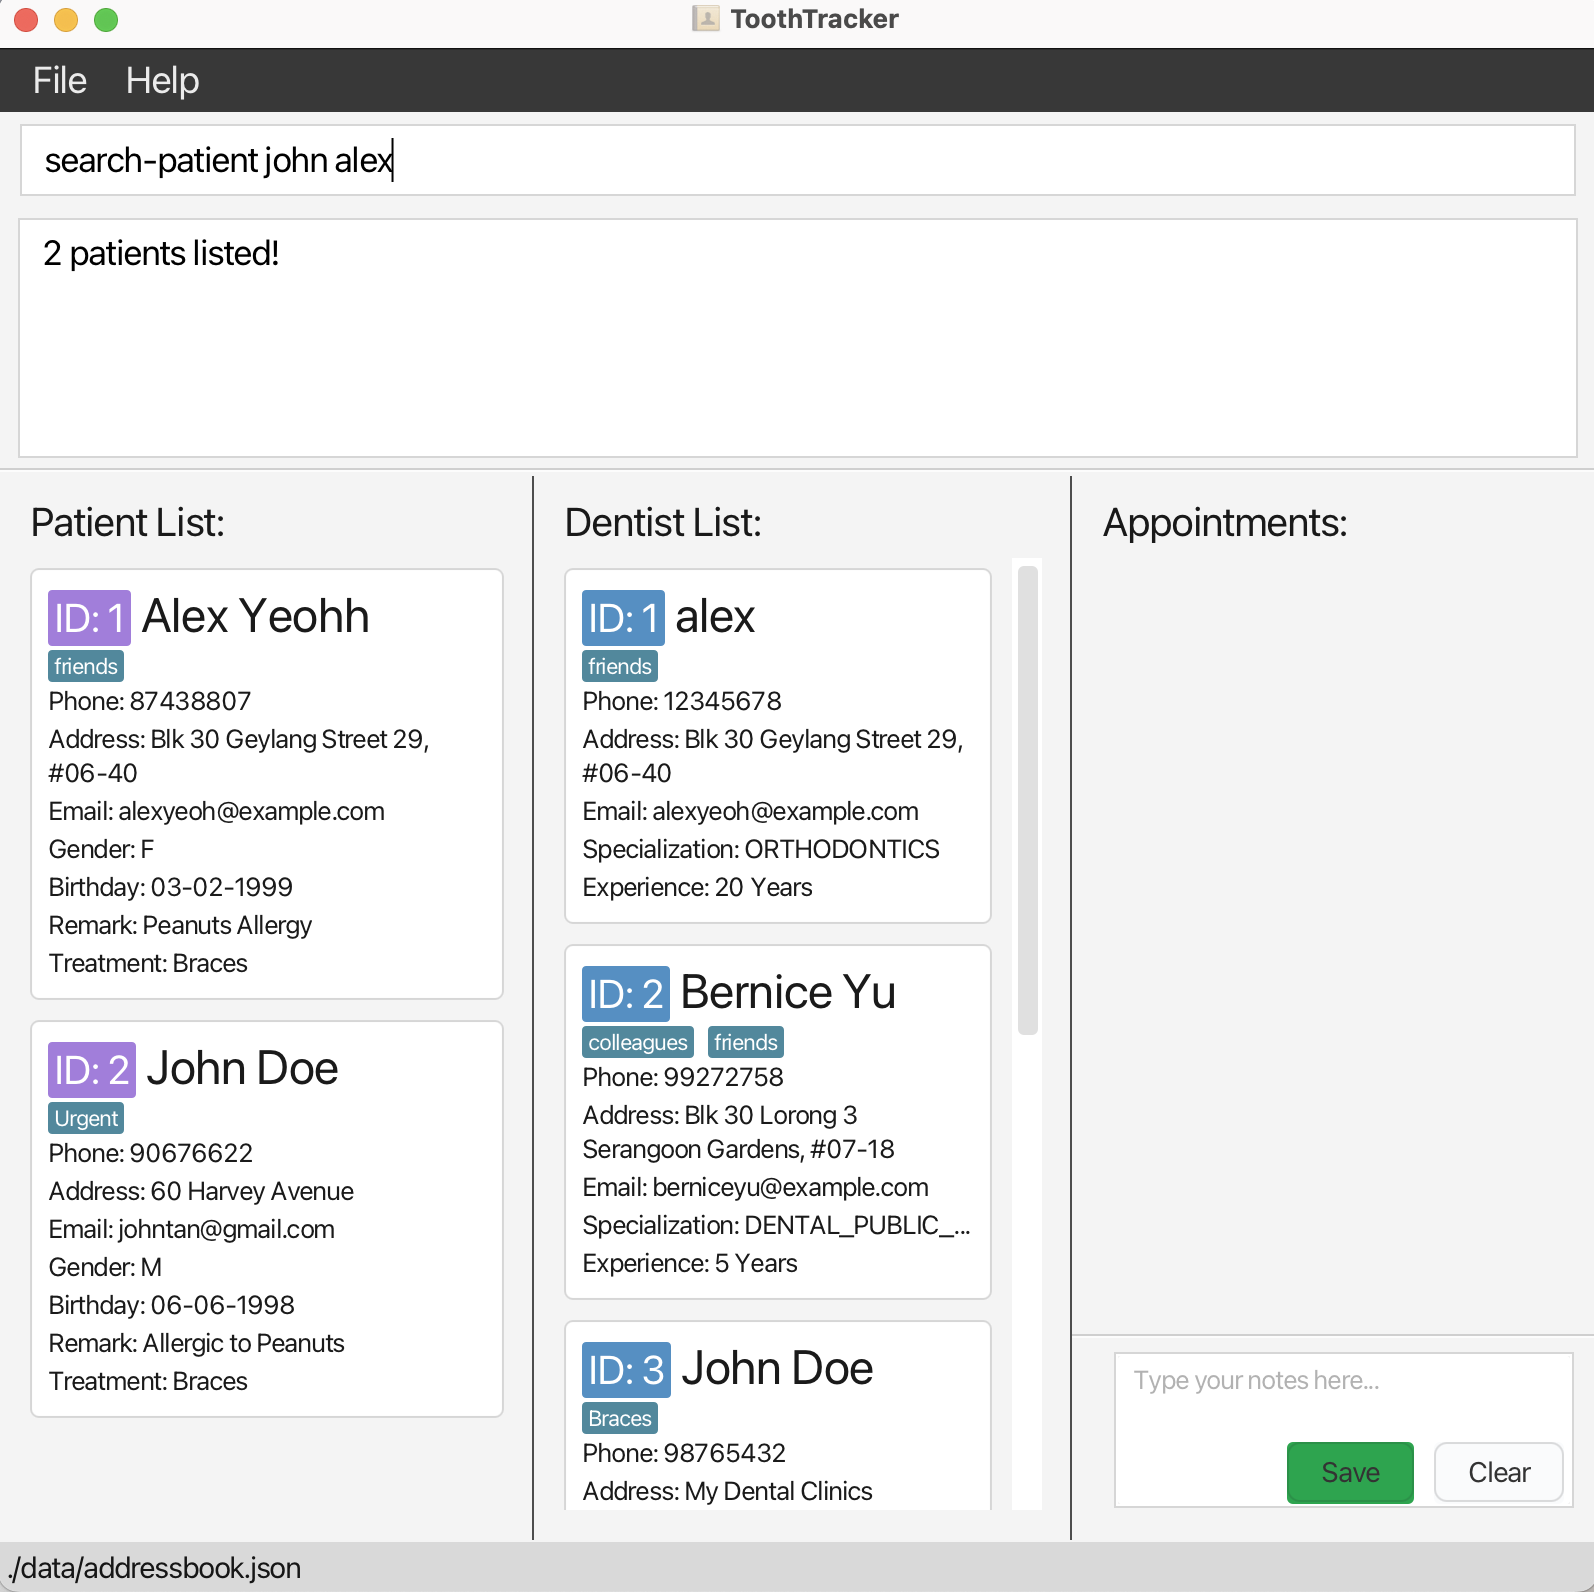 ToothTracker
File Help
search-patient john alex
2 patients listed!
Patient List:
ID: 1 Alex Yeohh
friends
Phone: 87438807
Address: Blk 30 Geylang Street 29,
#06-40
Email: alexyeoh@example.com
Gender: F
Birthday: 03-02-1999
Remark: Peanuts Allergy
Treatment: Braces
ID: 2 John Doe
Urgent
Phone: 90676622
Address: 60 Harvey Avenue
Email: johntan@gmail.com
Gender: M
Birthday: 06-06-1998
Remark: Allergic to Peanuts
Treatment: Braces
Dentist List:
ID: 1 alex
friends
Phone: 12345678
Address: Blk 30 Geylang Street 29,
#06-40
Email: alexyeoh@example.com
Specialization: ORTHODONTICS
Experience: 20 Years
ID: 2 Bernice Yu
colleagues friends
Phone: 99272758
Address: Blk 30 Lorong 3
Serangoon Gardens, #07-18
Email: berniceyu@example.com
Specialization: DENTAL_PUBLIC_...
Experience: 5 Years
ID: 3 John Doe
Braces
Phone: 98765432
Address: My Dental Clinics
Appointments:
Type your notes here...
Save Clear
./data/addressbook.json